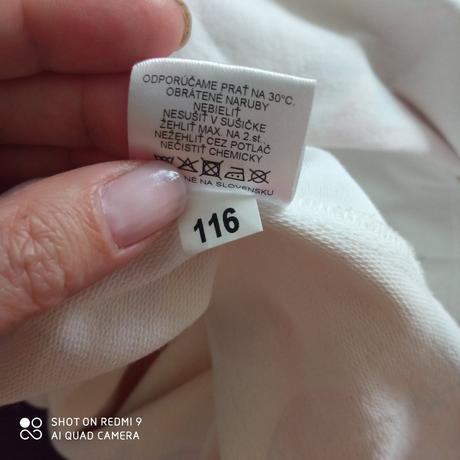 ODPORÚČAME PRAŤ NA 30°C,
OBRÁTENÉ NARUBY
NEBIELIŤ
NESUŠIŤ V SUŠIČKE
ŽEHLIŤ MAX. NA 2.st.,
NEŽEHLIŤ CEZ POTLAČ
NEČISTIŤ CHEMICKY
NA SLOVENSKU
116
SHOT ON REDMI 9
AI QUAD CAMERA